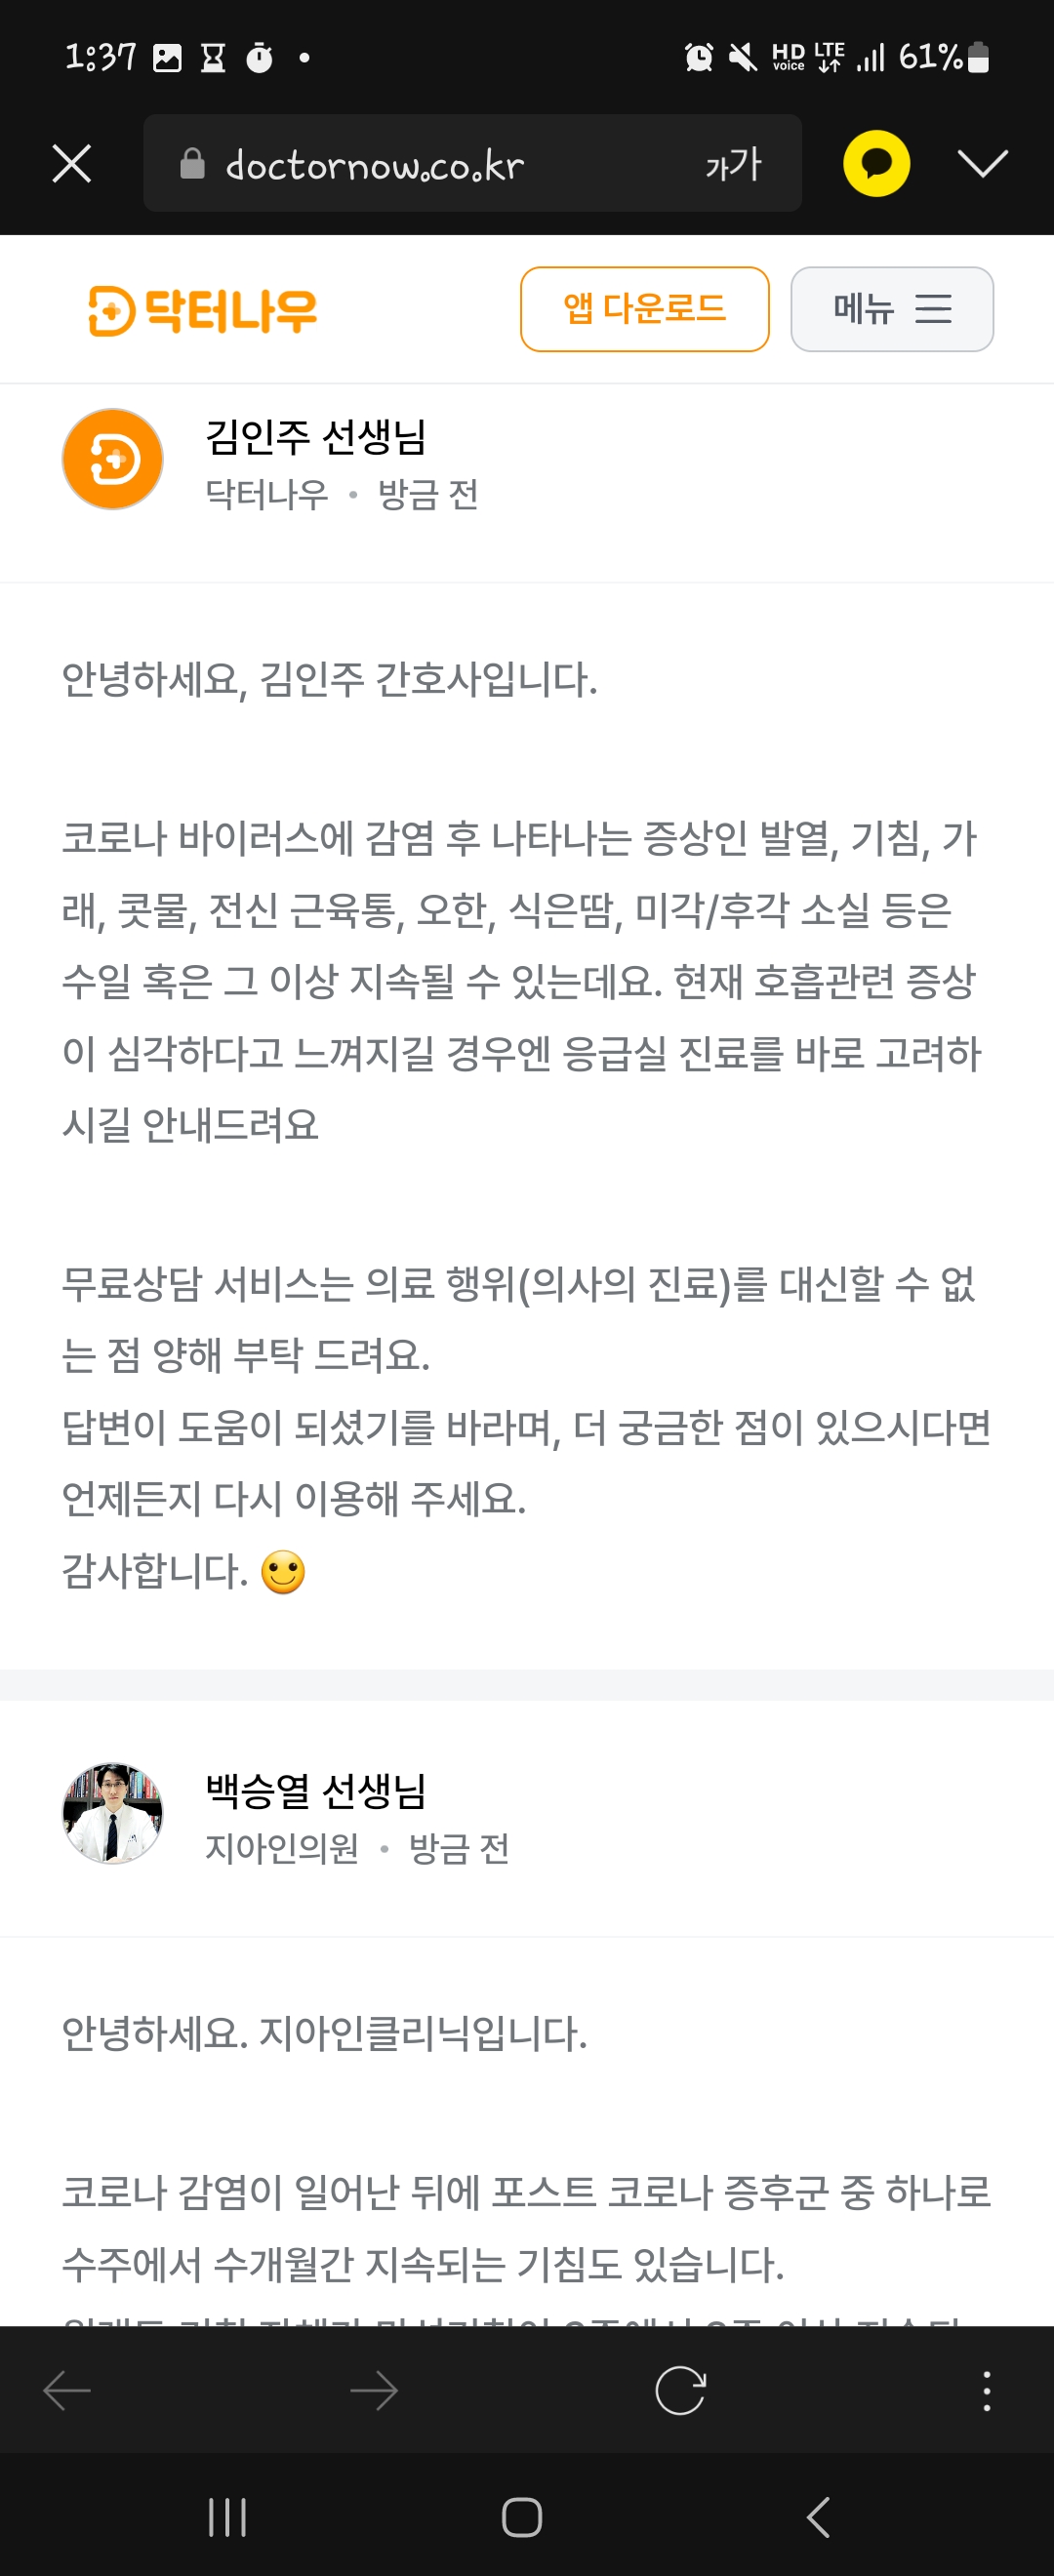 1:37
HD voice LTE 61%
doctornow.co.kr 가가
닥터나우 앱 다운로드 메뉴
김인주 선생님
닥터나우 • 방금 전
안녕하세요, 김인주 간호사입니다.
코로나 바이러스에 감염 후 나타나는 증상인 발열, 기침, 가
래, 콧물, 전신 근육통, 오한, 식은땀, 미각/후각 소실 등은
수일 혹은 그 이상 지속될 수 있는데요. 현재 호흡관련 증상
이 심각하다고 느껴지길 경우엔 응급실 진료를 바로 고려하
시길 안내드려요
무료상담 서비스는 의료 행위(의사의 진료)를 대신할 수 없
는 점 양해 부탁 드려요.
답변이 도움이 되셨기를 바라며, 더 궁금한 점이 있으시다면
언제든지 다시 이용해 주세요.
감사합니다. 🙂
백승열 선생님
지아인의원 • 방금 전
안녕하세요. 지아인클리닉입니다.
코로나 감염이 일어난 뒤에 포스트 코로나 증후군 중 하나로
수주에서 수개월간 지속되는 기침도 있습니다.